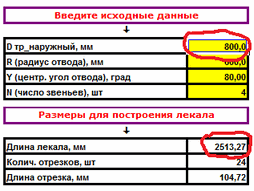 Введите исходные данные
D тр_наружный, мм 800,0
R (радиус отвода), мм 600,0
Y (центр. угол отвода), град 80,00
N (число звеньев), шт 4
Размеры для построения лекала
Длина лекала, мм 2513,27
Колич. отрезков, шт 24
Длина отрезка, мм 104,72